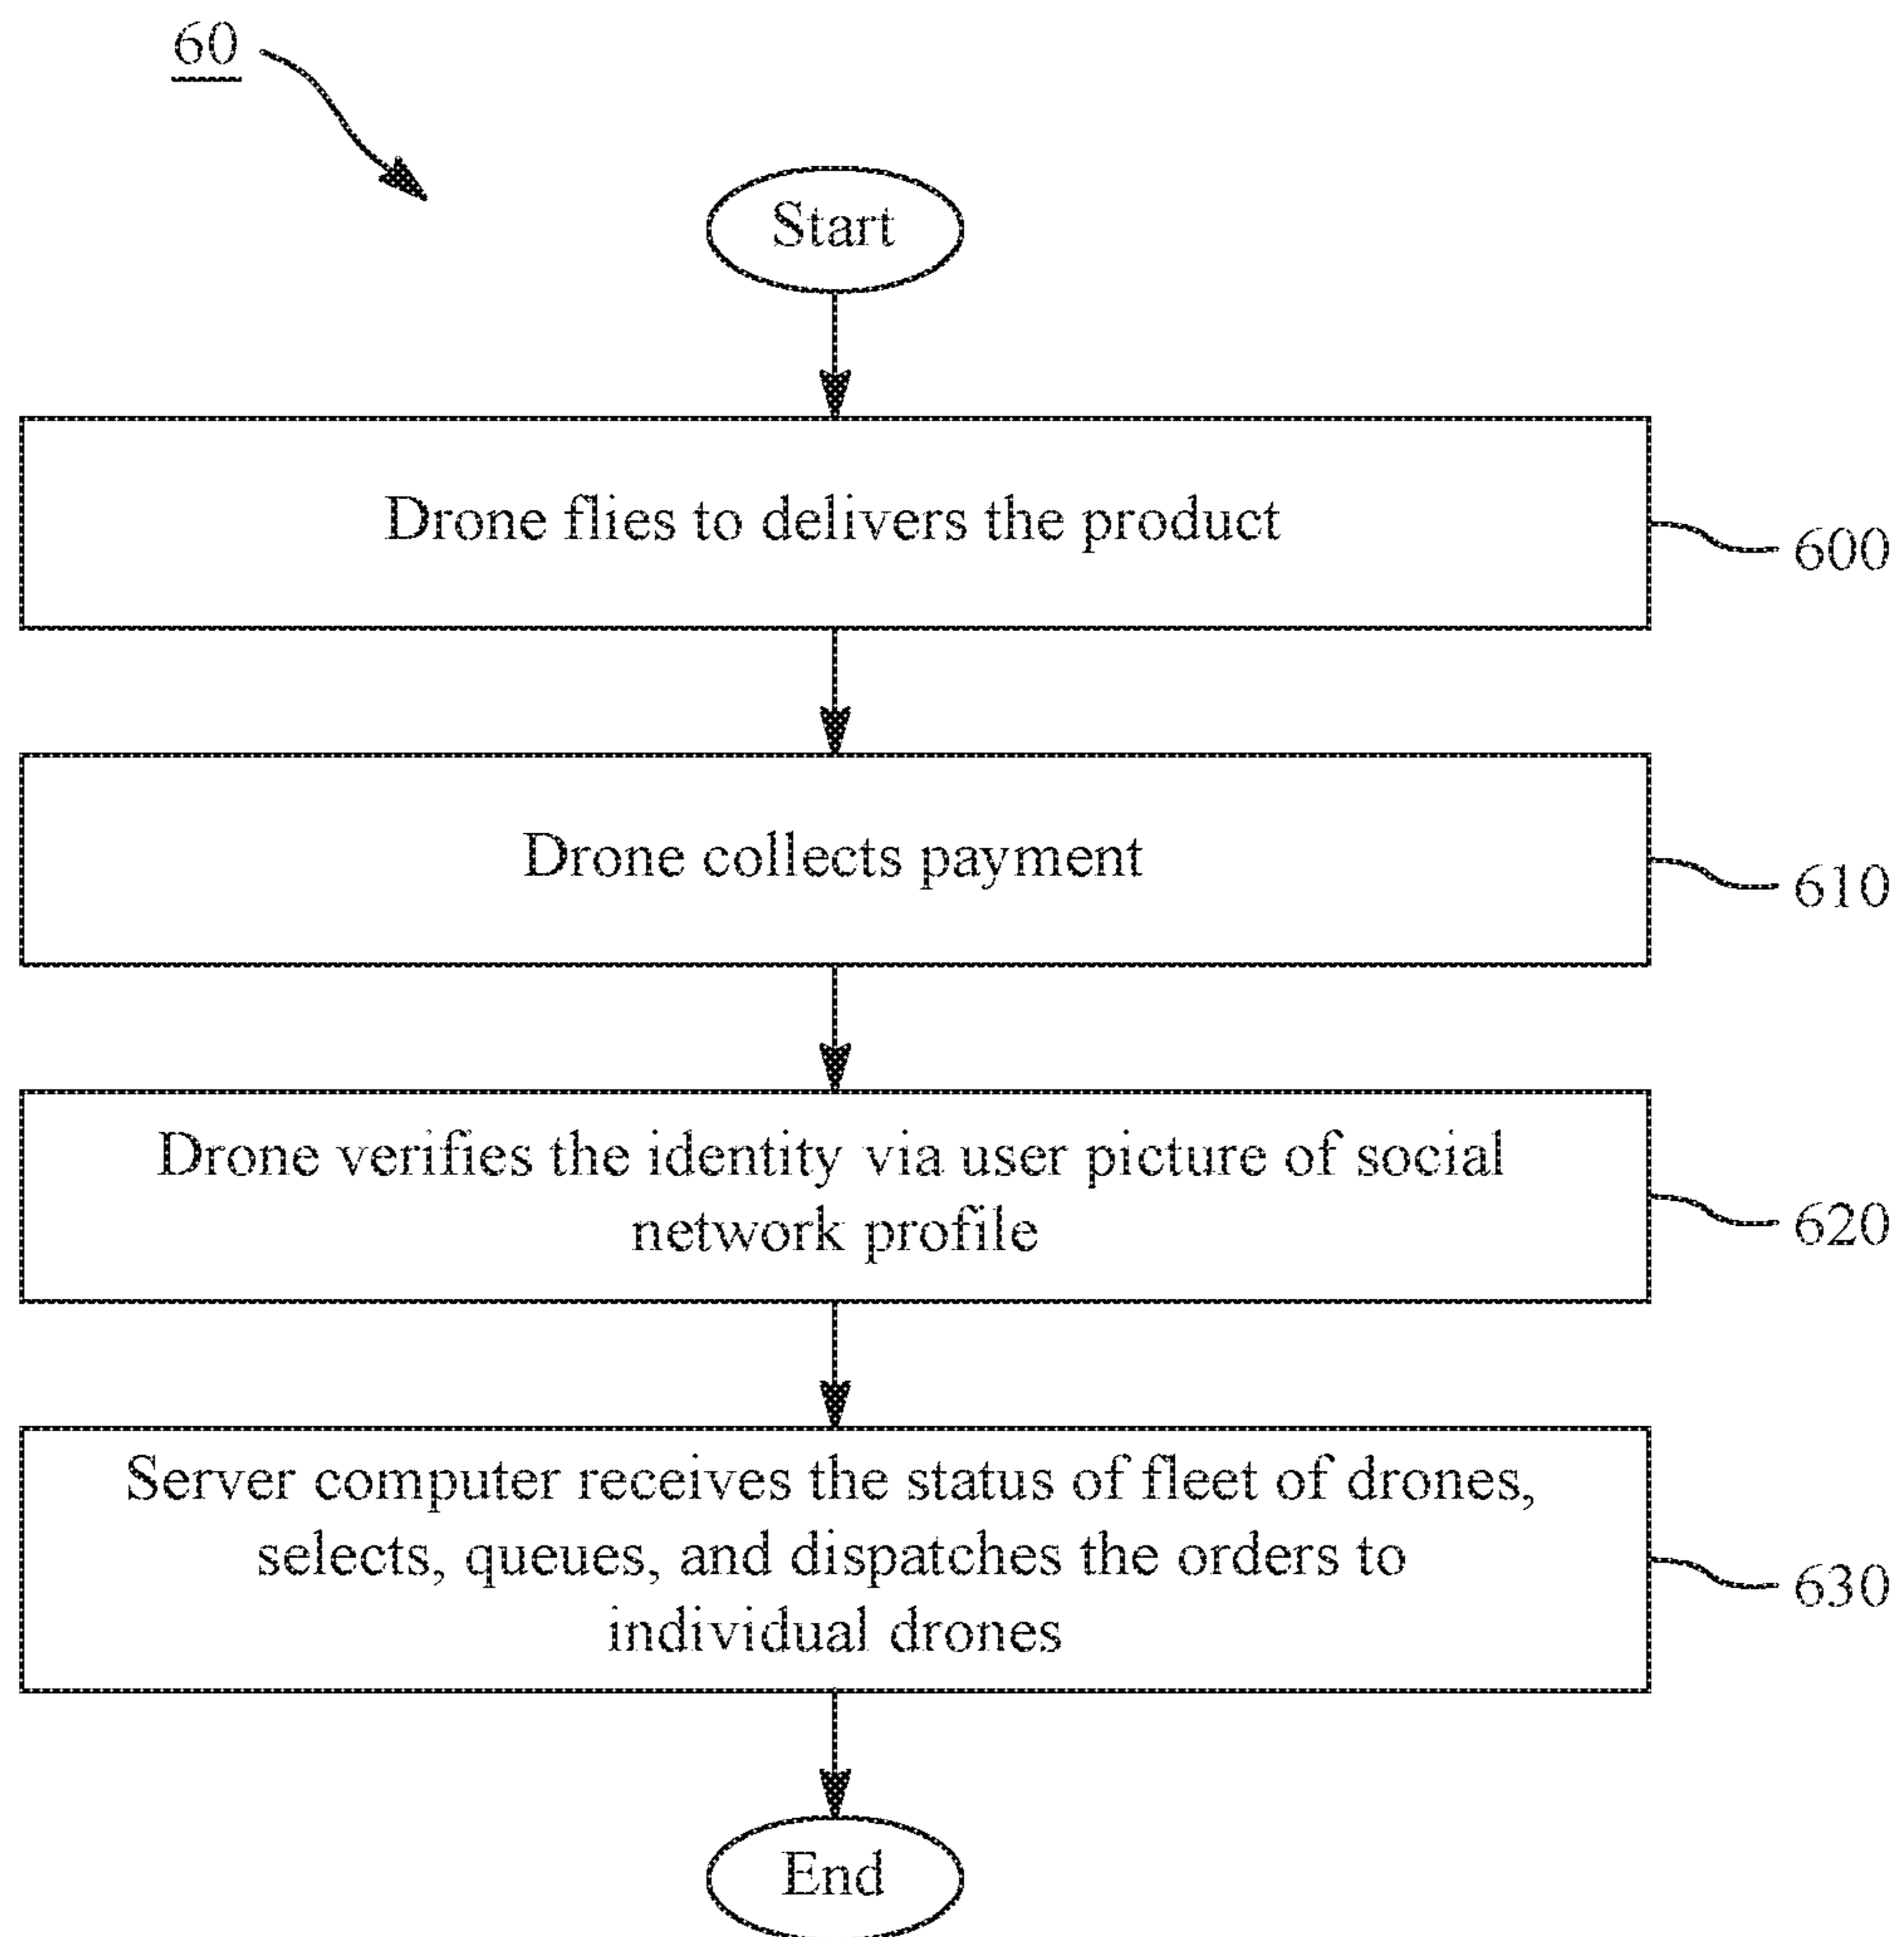 60
Start
Drone flies to delivers the product
600
Drone collects payment
610
Drone verifies the identity via user picture of social
network profile
620
Server computer receives the status of fleet of drones,
selects, queues, and dispatches the orders to
individual drones
630
End